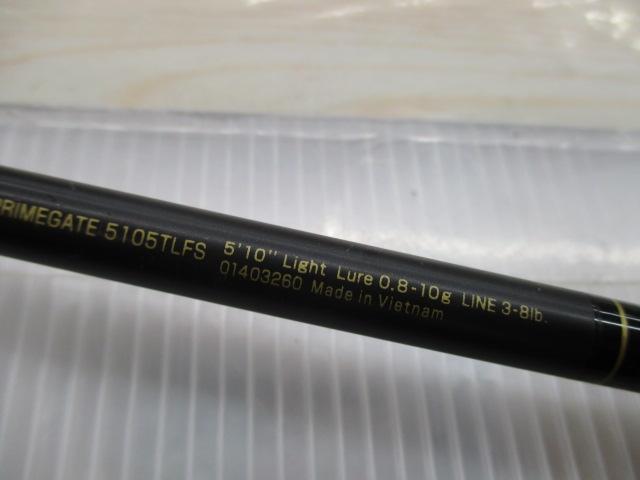 PRIMEGATE 5105TLFS 5'10" Light Lure 0.8-10g LINE 3-8lb.
01403260 Made in Vietnam